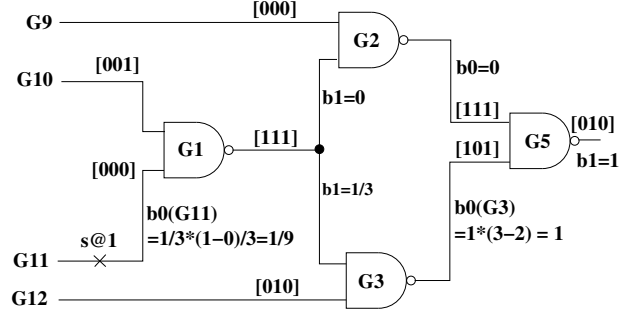 G9
[000]
G2
b0=0
G10
[001]
b1=0
[111]
[010]
G1
[111]
G5
[000]
[101]
b1=1
b1=1/3
b0(G11)
=1/3*(1−0)/3=1/9
b0(G3)
=1*(3−2) = 1
s@1
G11
G3
G12
[010]